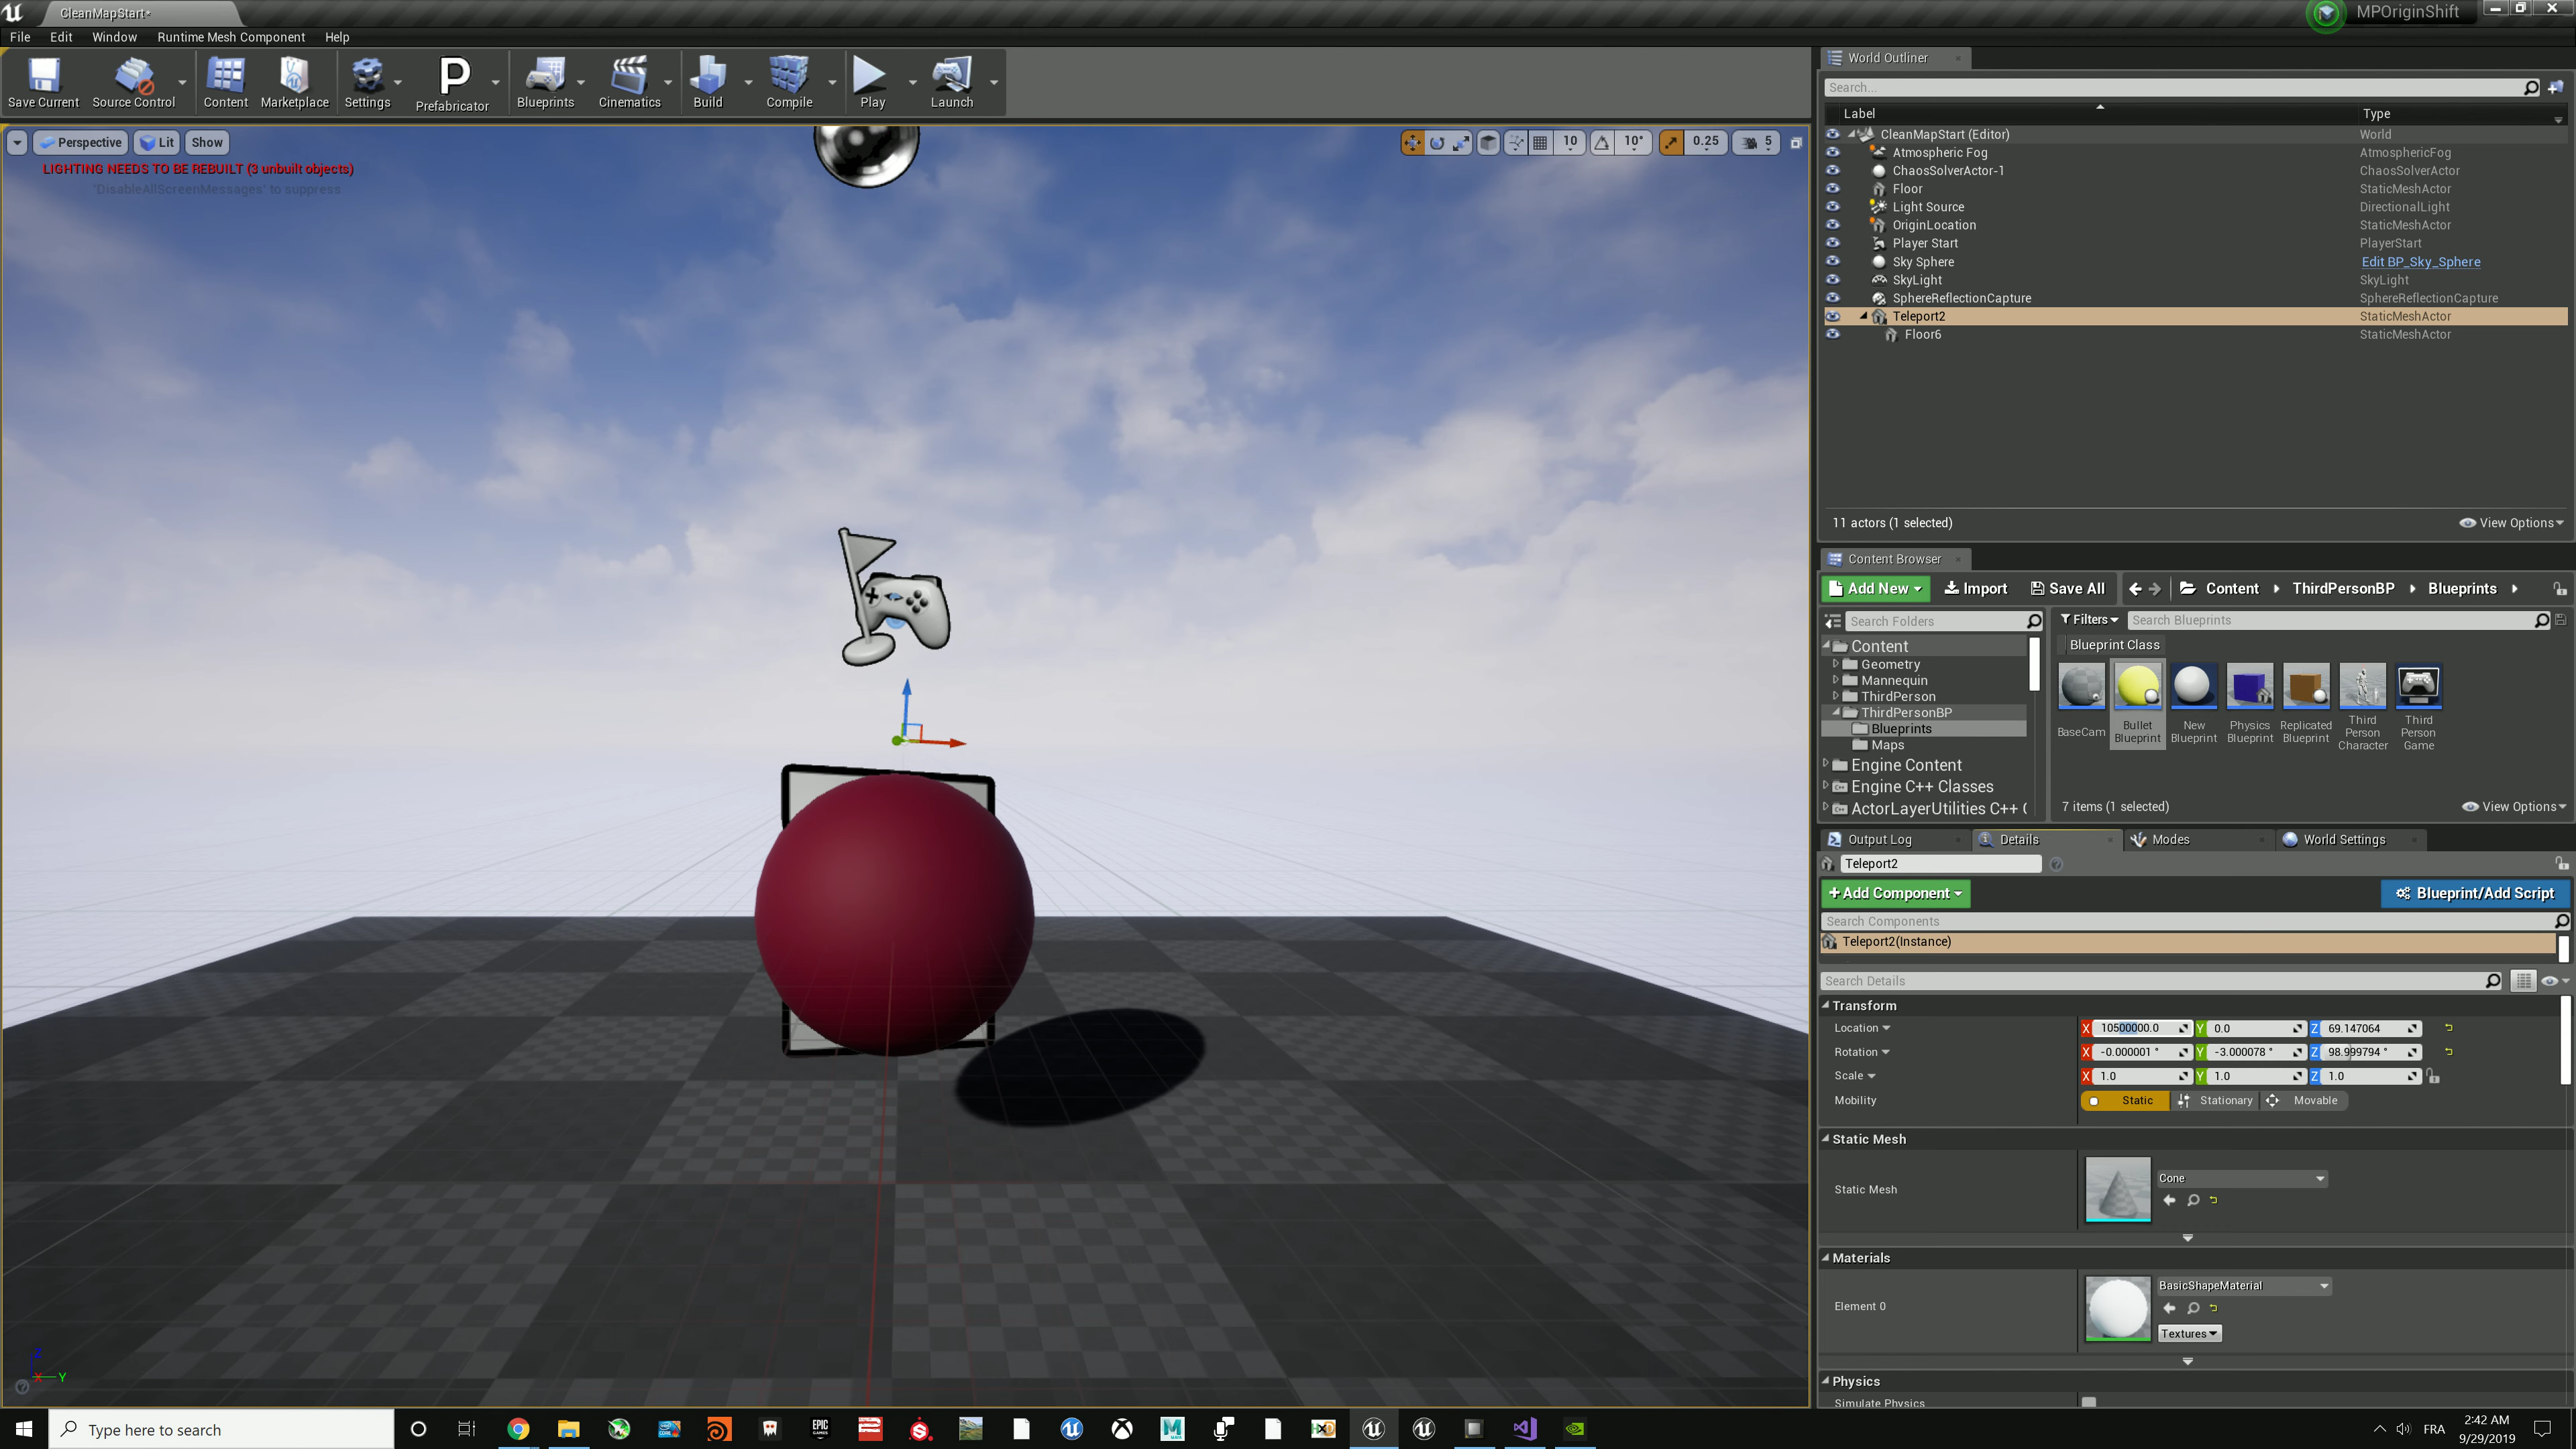 CleanMapStart*
MPOriginShift
File Edit Window Runtime Mesh Component Help
Save Current Source Control Content Marketplace Settings Prefabricator Blueprints Cinematics Build Compile Play Launch
Perspective Lit Show
10 10° 0.25 5
LIGHTING NEEDS TO BE REBUILT (3 unbuilt objects)
'DisableAllScreenMessages' to suppress
Z
X Y
World Outliner
Search...
Label Type
CleanMapStart (Editor) World
Atmospheric Fog AtmosphericFog
ChaosSolverActor-1 ChaosSolverActor
Floor StaticMeshActor
Light Source DirectionalLight
OriginLocation StaticMeshActor
Player Start PlayerStart
Sky Sphere Edit BP_Sky_Sphere
SkyLight SkyLight
SphereReflectionCapture SphereReflectionCapture
Teleport2 StaticMeshActor
Floor6 StaticMeshActor
11 actors (1 selected) View Options
Content Browser
Add New Import Save All Content ThirdPersonBP Blueprints
Search Folders
Content
Geometry
Mannequin
ThirdPerson
ThirdPersonBP
Blueprints
Maps
Engine Content
Engine C++ Classes
ActorLayerUtilities C++ (
Filters Search Blueprints
Blueprint Class
BaseCam
Bullet Blueprint
New Blueprint
Physics Blueprint
Replicated Blueprint
Third Person Character
Third Person Game
7 items (1 selected) View Options
Output Log Details Modes World Settings
Teleport2
+Add Component Blueprint/Add Script
Search Components
Teleport2(Instance)
Search Details
Transform
Location X 10500000.0 Y 0.0 Z 69.147064
Rotation X -0.000001 ° Y -3.000078 ° Z 98.999794 °
Scale X 1.0 Y 1.0 Z 1.0
Mobility Static Stationary Movable
Static Mesh
Static Mesh Cone
Materials
Element 0 BasicShapeMaterial
Textures
Physics
Simulate Physics
Type here to search
EPIC GAMES
FRA
2:42 AM
9/29/2019